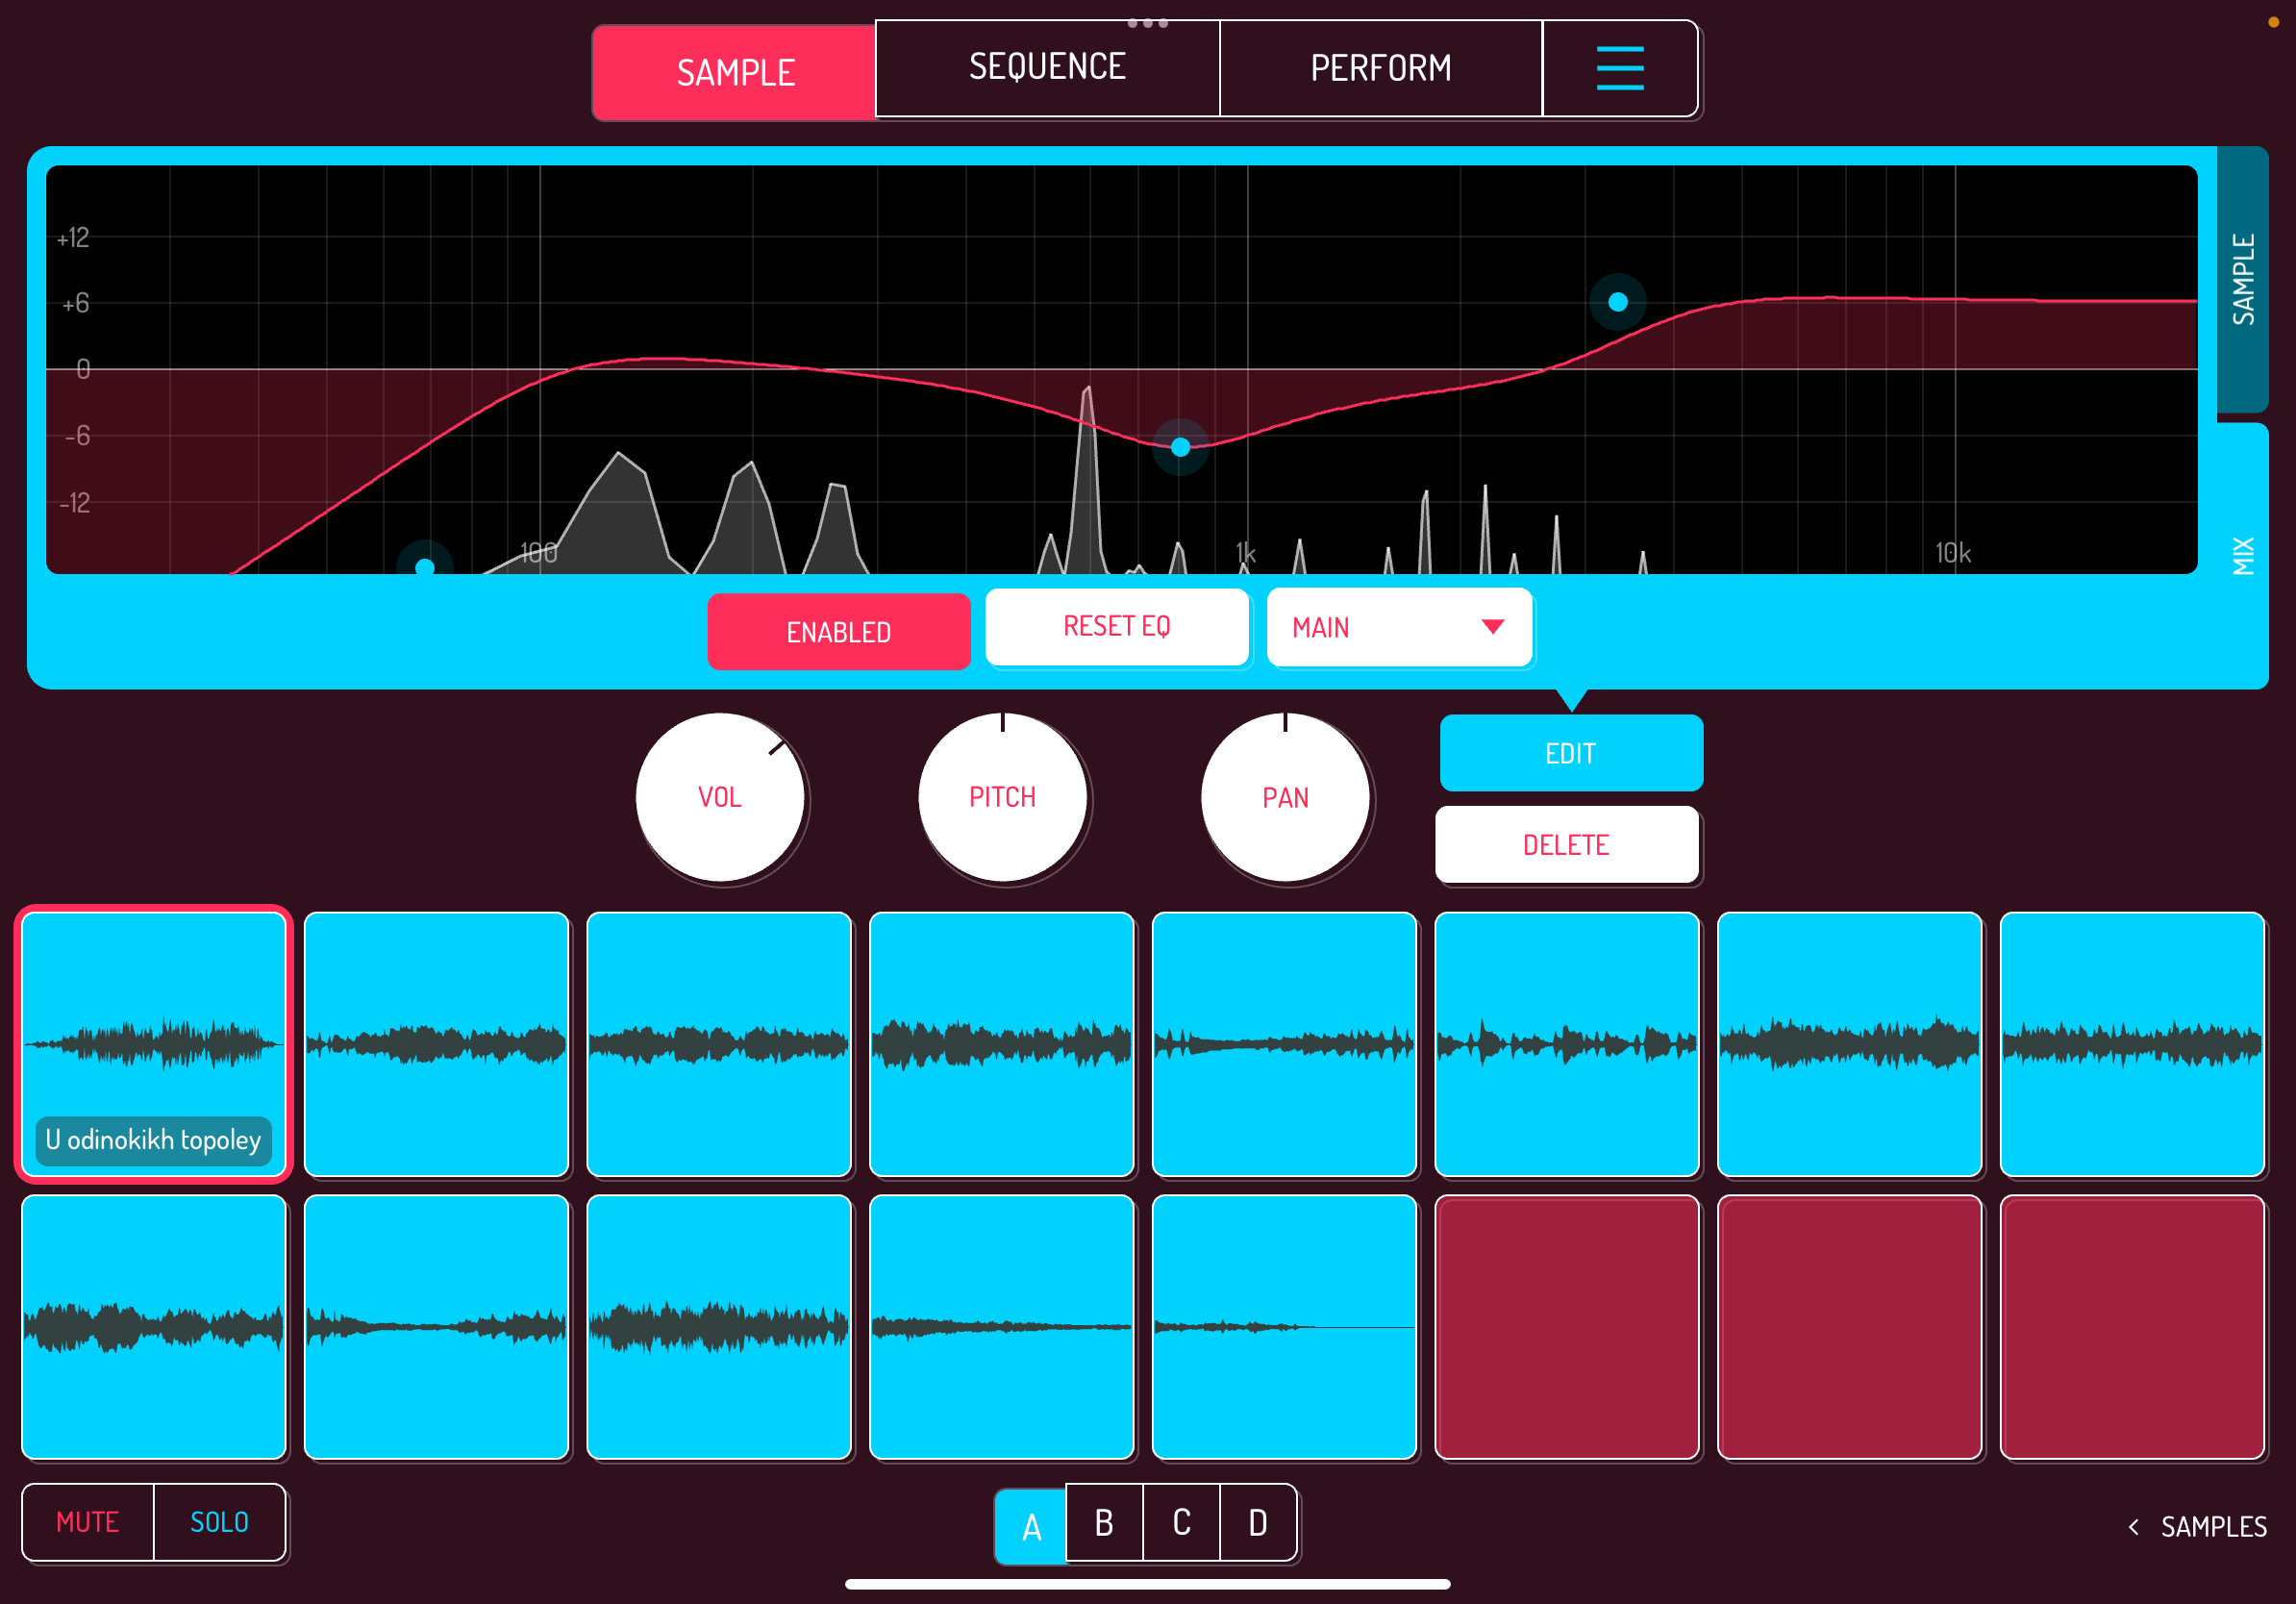 SAMPLE
SEQUENCE
PERFORM
+12
+6
0
-6
-12
100
1k
10k
SAMPLE
MIX
ENABLED
RESET EQ
MAIN
VOL
PITCH
PAN
EDIT
DELETE
U odinokikh topoley
MUTE
SOLO
A
B
C
D
< SAMPLES